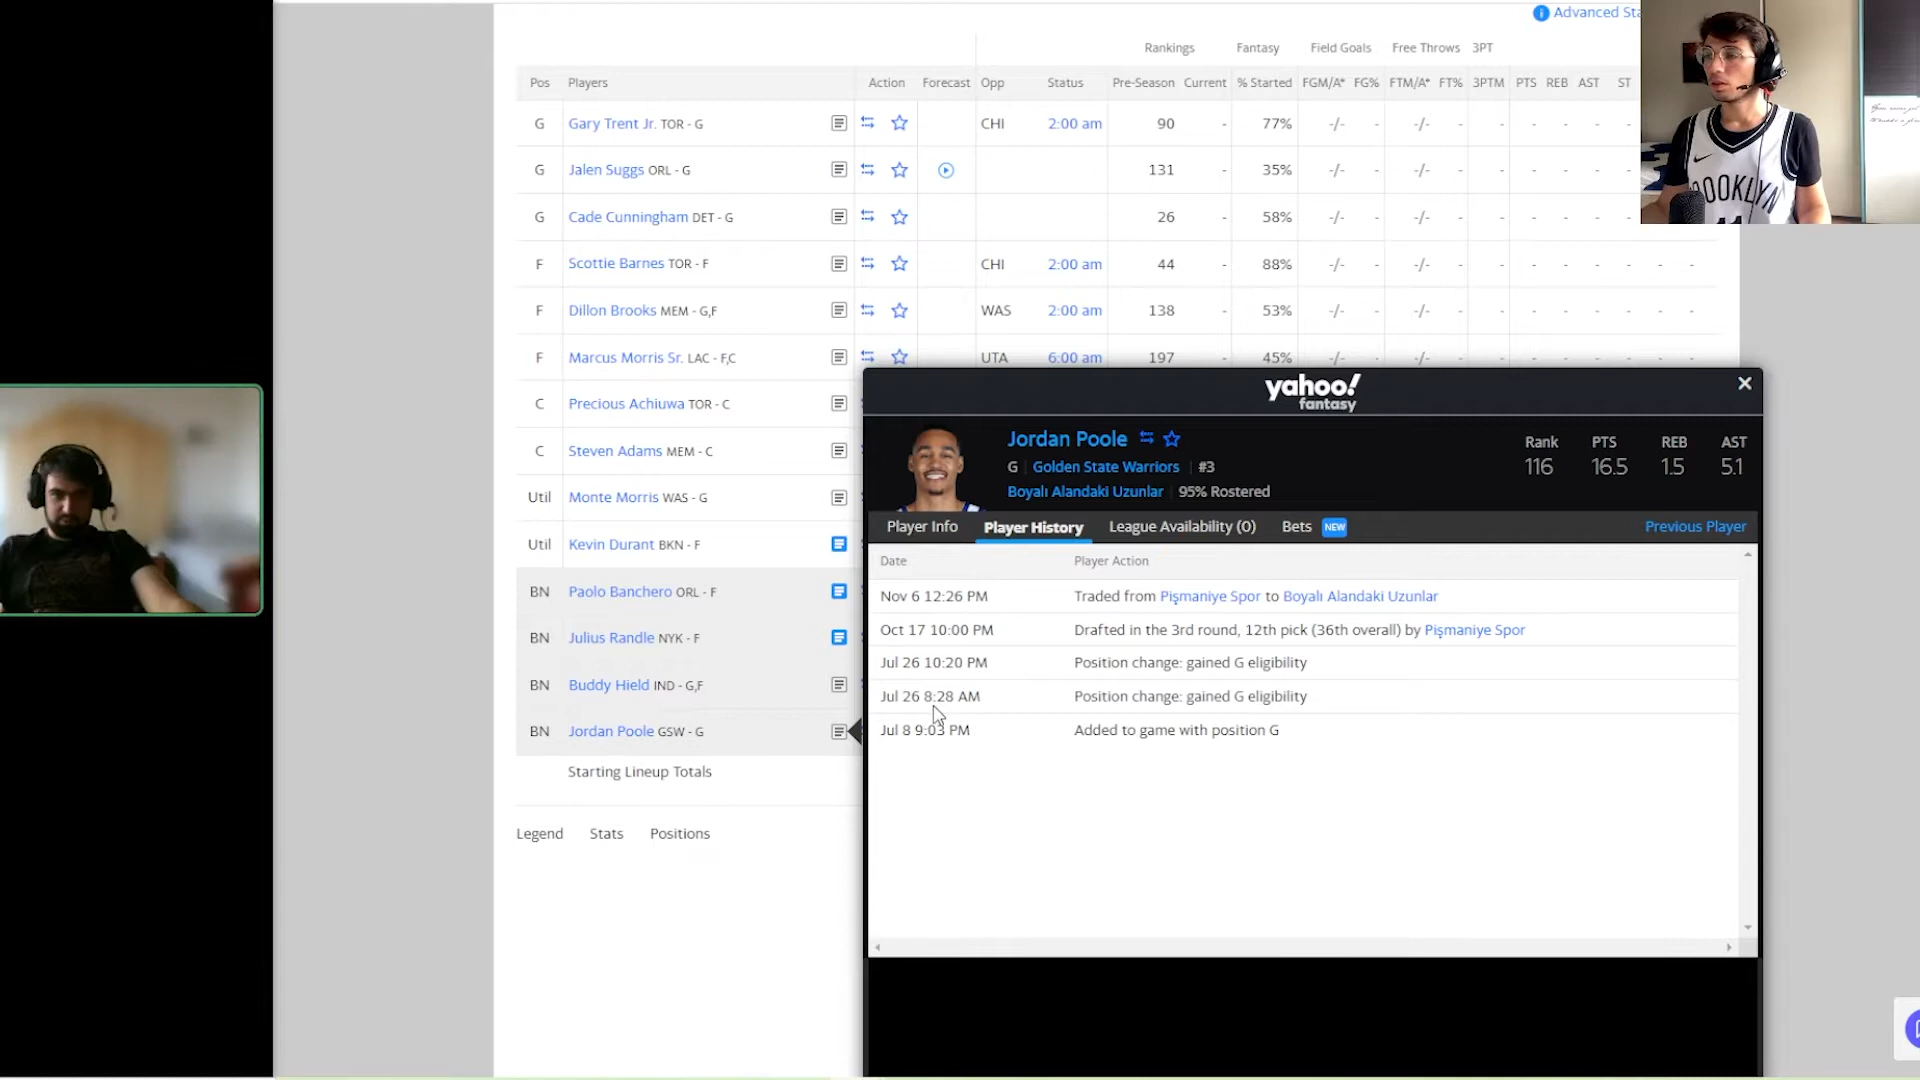 Advanced Sta
Rankings Fantasy Field Goals Free Throws 3PT
Pos Players Action Forecast Opp Status Pre-Season Current % Started FGM/A* FG% FTM/A* FT% 3PTM PTS REB AST ST
G Gary Trent Jr. TOR - G CHI 2:00 am 90 - 77% -/- - -/- - - - - - - - -
G Jalen Suggs ORL - G 131 - 35% -/- - -/- - - - - - - - -
G Cade Cunningham DET - G 26 - 58% -/- - -/- - - - - - - - -
F Scottie Barnes TOR - F CHI 2:00 am 44 - 88% -/- - -/- - - - - - - - -
F Dillon Brooks MEM - G,F WAS 2:00 am 138 - 53% -/- - -/- - - - - - - - -
F Marcus Morris Sr. LAC - F,C UTA 6:00 am 197 - 45% -/- - -/- - - - - - - - -
C Precious Achiuwa TOR - C
C Steven Adams MEM - C
Util Monte Morris WAS - G
Util Kevin Durant BKN - F
BN Paolo Banchero ORL - F
BN Julius Randle NYK - F
BN Buddy Hield IND - G,F
BN Jordan Poole GSW - G
Starting Lineup Totals
Legend Stats Positions
yahoo!
fantasy
Jordan Poole
G Golden State Warriors #3
Boyalı Alandaki Uzunlar 95% Rostered
Rank PTS REB AST
116 16.5 1.5 5.1
Player Info Player History League Availability (0) Bets NEW Previous Player
Date Player Action
Nov 6 12:26 PM Traded from Pişmaniye Spor to Boyalı Alandaki Uzunlar
Oct 17 10:00 PM Drafted in the 3rd round, 12th pick (36th overall) by Pişmaniye Spor
Jul 26 10:20 PM Position change: gained G eligibility
Jul 26 8:28 AM Position change: gained G eligibility
Jul 8 9:03 PM Added to game with position G
BROOKLYN
11